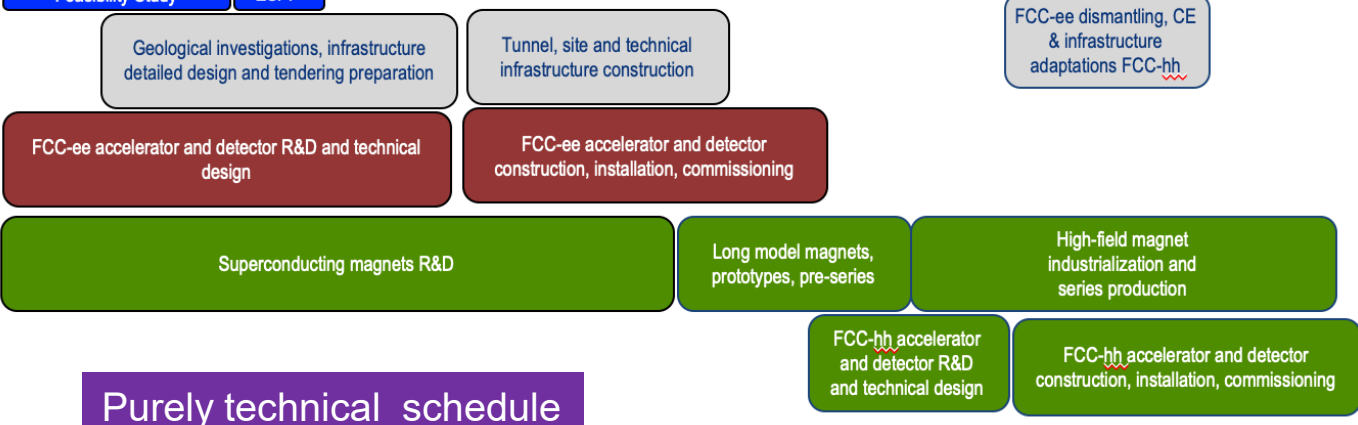 Feasibility Study
Geological investigations, infrastructure
detailed design and tendering preparation
Tunnel, site and technical
infrastructure construction
FCC-ee dismantling, CE
& infrastructure
adaptations FCC-hh
FCC-ee accelerator and detector R&D and technical
design
FCC-ee accelerator and detector
construction, installation, commissioning
Superconducting magnets R&D
Long model magnets,
prototypes, pre-series
High-field magnet
industrialization and
series production
FCC-hh accelerator
and detector R&D
and technical design
FCC-hh accelerator and detector
construction, installation, commissioning
Purely technical  schedule